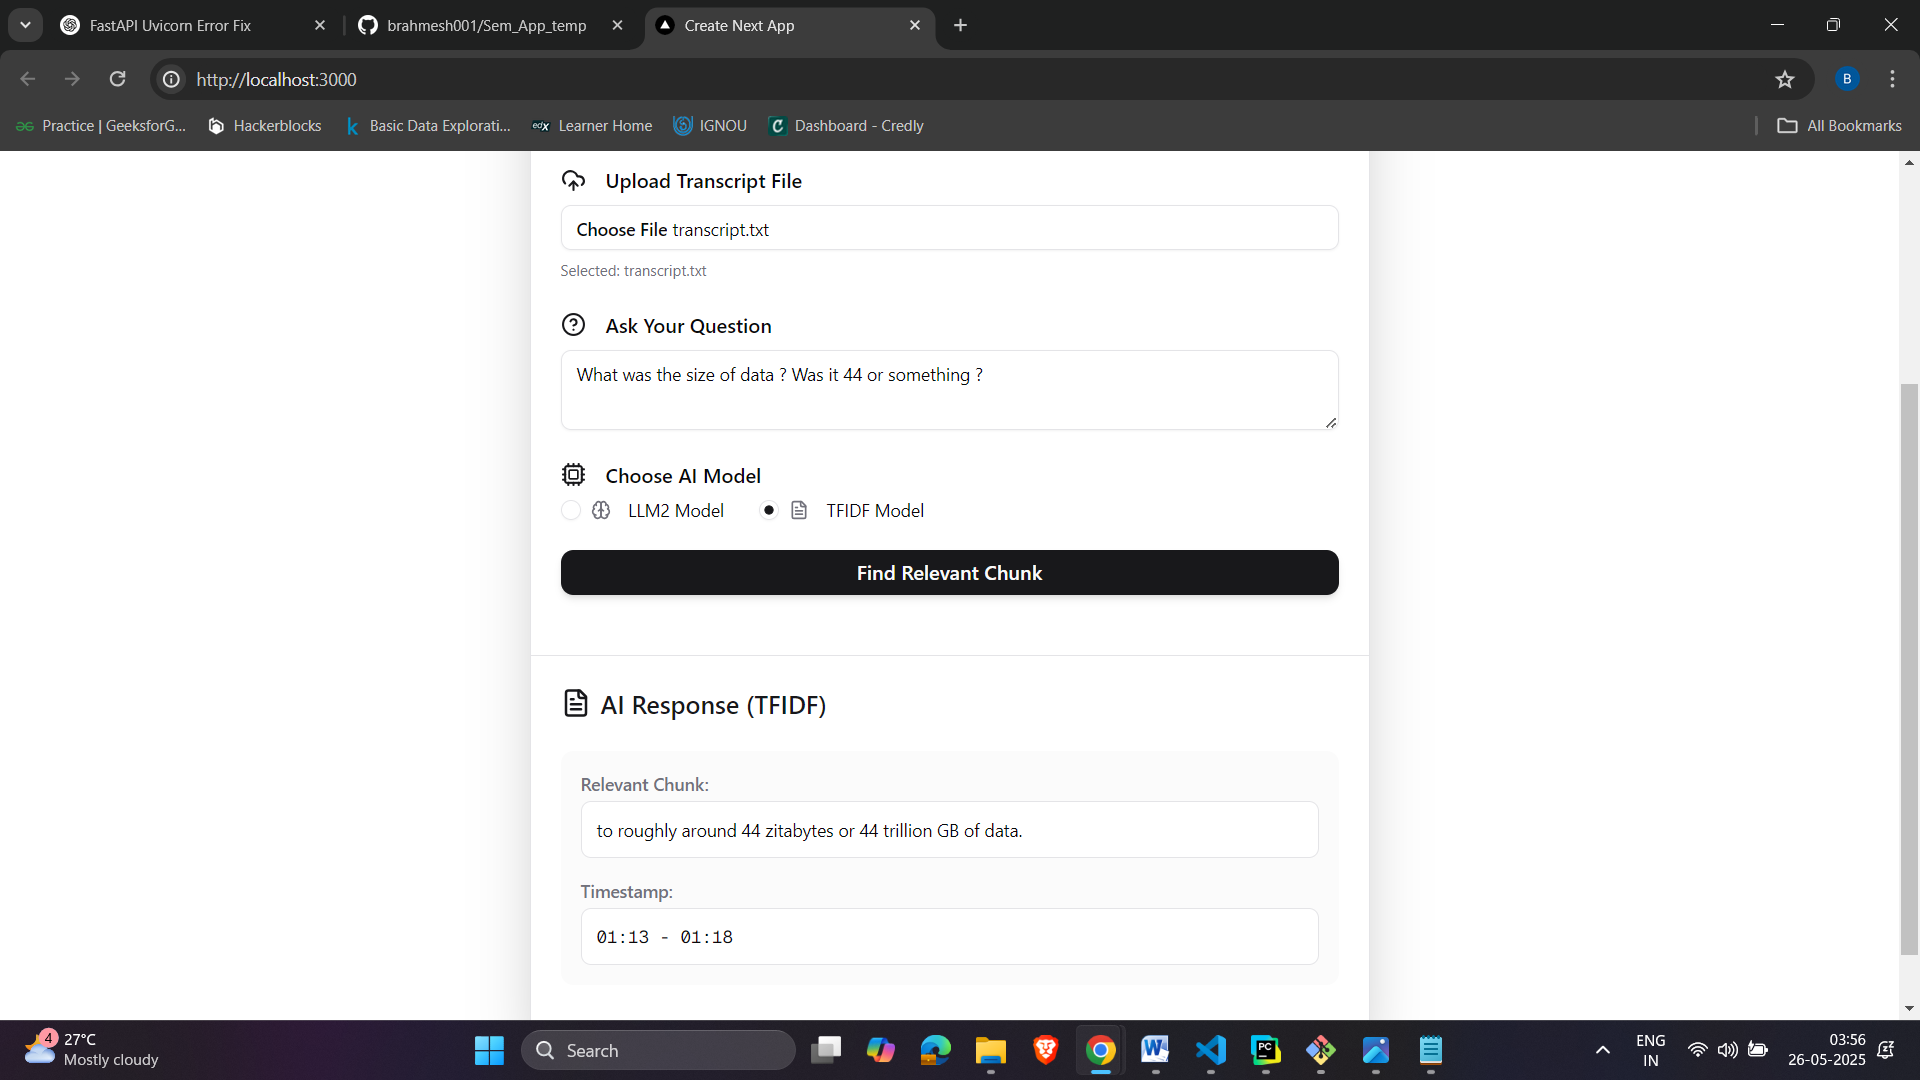 FastAPI Uvicorn Error Fix
brahmesh001/Sem_App_temp
Create Next App
http://localhost:3000
B
Practice | GeeksforG...
Hackerblocks
Basic Data Explorati...
edX
Learner Home
IGNOU
Dashboard - Credly
All Bookmarks
Upload Transcript File
Choose File transcript.txt
Selected: transcript.txt
Ask Your Question
What was the size of data ? Was it 44 or something ?
Choose AI Model
LLM2 Model
TFIDF Model
Find Relevant Chunk
AI Response (TFIDF)
Relevant Chunk:
to roughly around 44 zitabytes or 44 trillion GB of data.
Timestamp:
01:13 - 01:18
4
27°C
Mostly cloudy
Search
PC
ENG
IN
03:56
26-05-2025